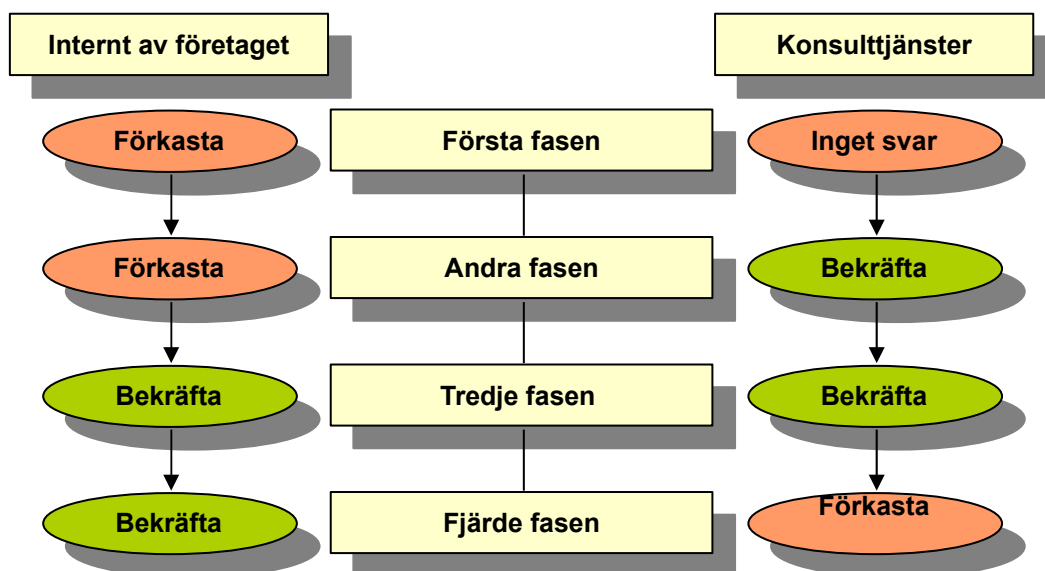 Internt av företaget
Konsulttjänster
Förkasta
Första fasen
Inget svar
Förkasta
Andra fasen
Bekräfta
Bekräfta
Tredje fasen
Bekräfta
Bekräfta
Fjärde fasen
Förkasta